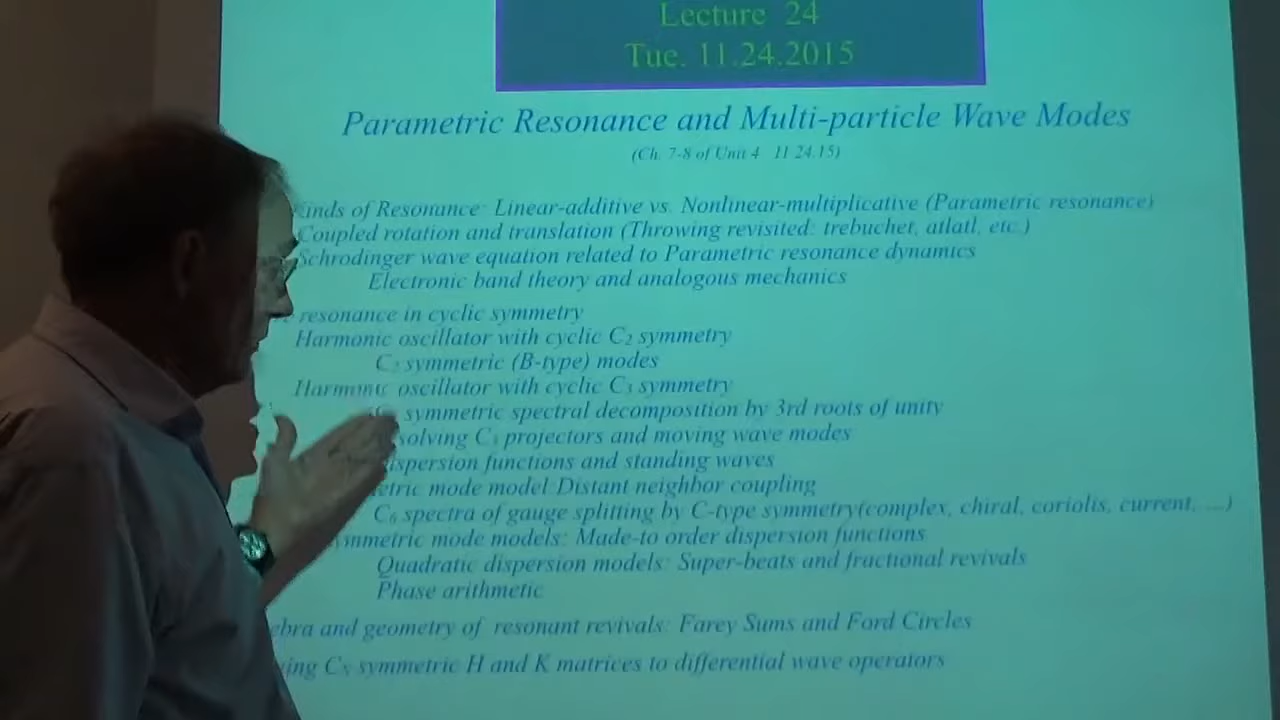 Lecture 24
Tue. 11.24.2015
Parametric Resonance and Multi-particle Wave Modes
(Ch. 7-8 of Unit 4 11.24.15)
Kinds of Resonance: Linear-additive vs. Nonlinear-multiplicative (Parametric resonance)
Coupled rotation and translation (Throwing revisited: trebuchet, atlatl, etc.)
Schrodinger wave equation related to Parametric resonance dynamics
Electronic band theory and analogous mechanics
resonance in cyclic symmetry
Harmonic oscillator with cyclic C₂ symmetry
C₂ symmetric (B-type) modes
Harmonic oscillator with cyclic C₃ symmetry
symmetric spectral decomposition by 3rd roots of unity
solving C₃ projectors and moving wave modes
dispersion functions and standing waves
etric mode model: Distant neighbor coupling
C₆ spectra of gauge splitting by C-type symmetry(complex, chiral, coriolis, current, ...)
ymmetric mode models: Made-to order dispersion functions
Quadratic dispersion models: Super-beats and fractional revivals
Phase arithmetic
ebra and geometry of resonant revivals: Farey Sums and Ford Circles
ing C_N symmetric H and K matrices to differential wave operators